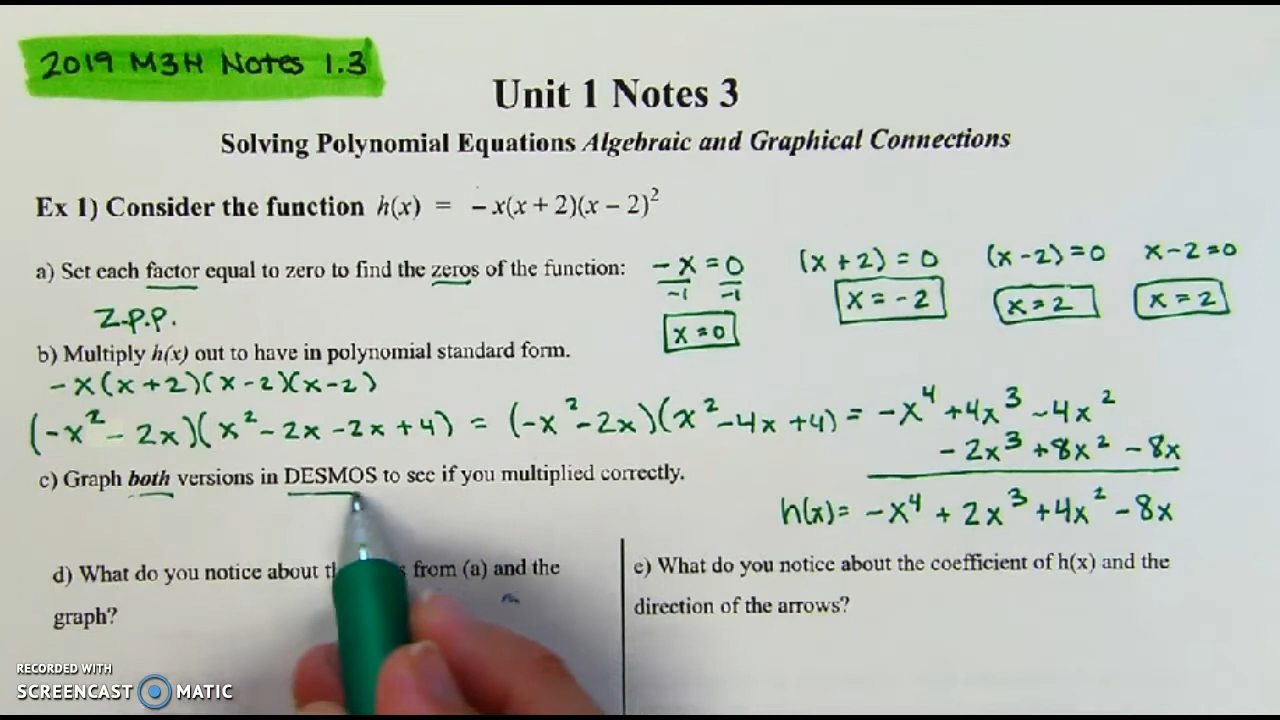 2019 M3H Notes 1.3
Unit 1 Notes 3
Solving Polynomial Equations Algebraic and Graphical Connections
Ex 1) Consider the function h(x) = -x(x + 2)(x - 2)²
a) Set each factor equal to zero to find the zeros of the function:
-x = 0
-1 -1
x = 0
(x + 2) = 0
x = -2
(x - 2) = 0
x = 2
x - 2 = 0
x = 2
Z.P.P.
b) Multiply h(x) out to have in polynomial standard form.
-x(x + 2)(x - 2)(x - 2)
(-x² - 2x)(x² - 2x - 2x + 4) = (-x² - 2x)(x² - 4x + 4) = -x⁴ + 4x³ - 4x²
- 2x³ + 8x² - 8x
h(x) = -x⁴ + 2x³ + 4x² - 8x
c) Graph both versions in DESMOS to see if you multiplied correctly.
d) What do you notice about from (a) and the
graph?
e) What do you notice about the coefficient of h(x) and the
direction of the arrows?
RECORDED WITH
SCREENCAST MATIC